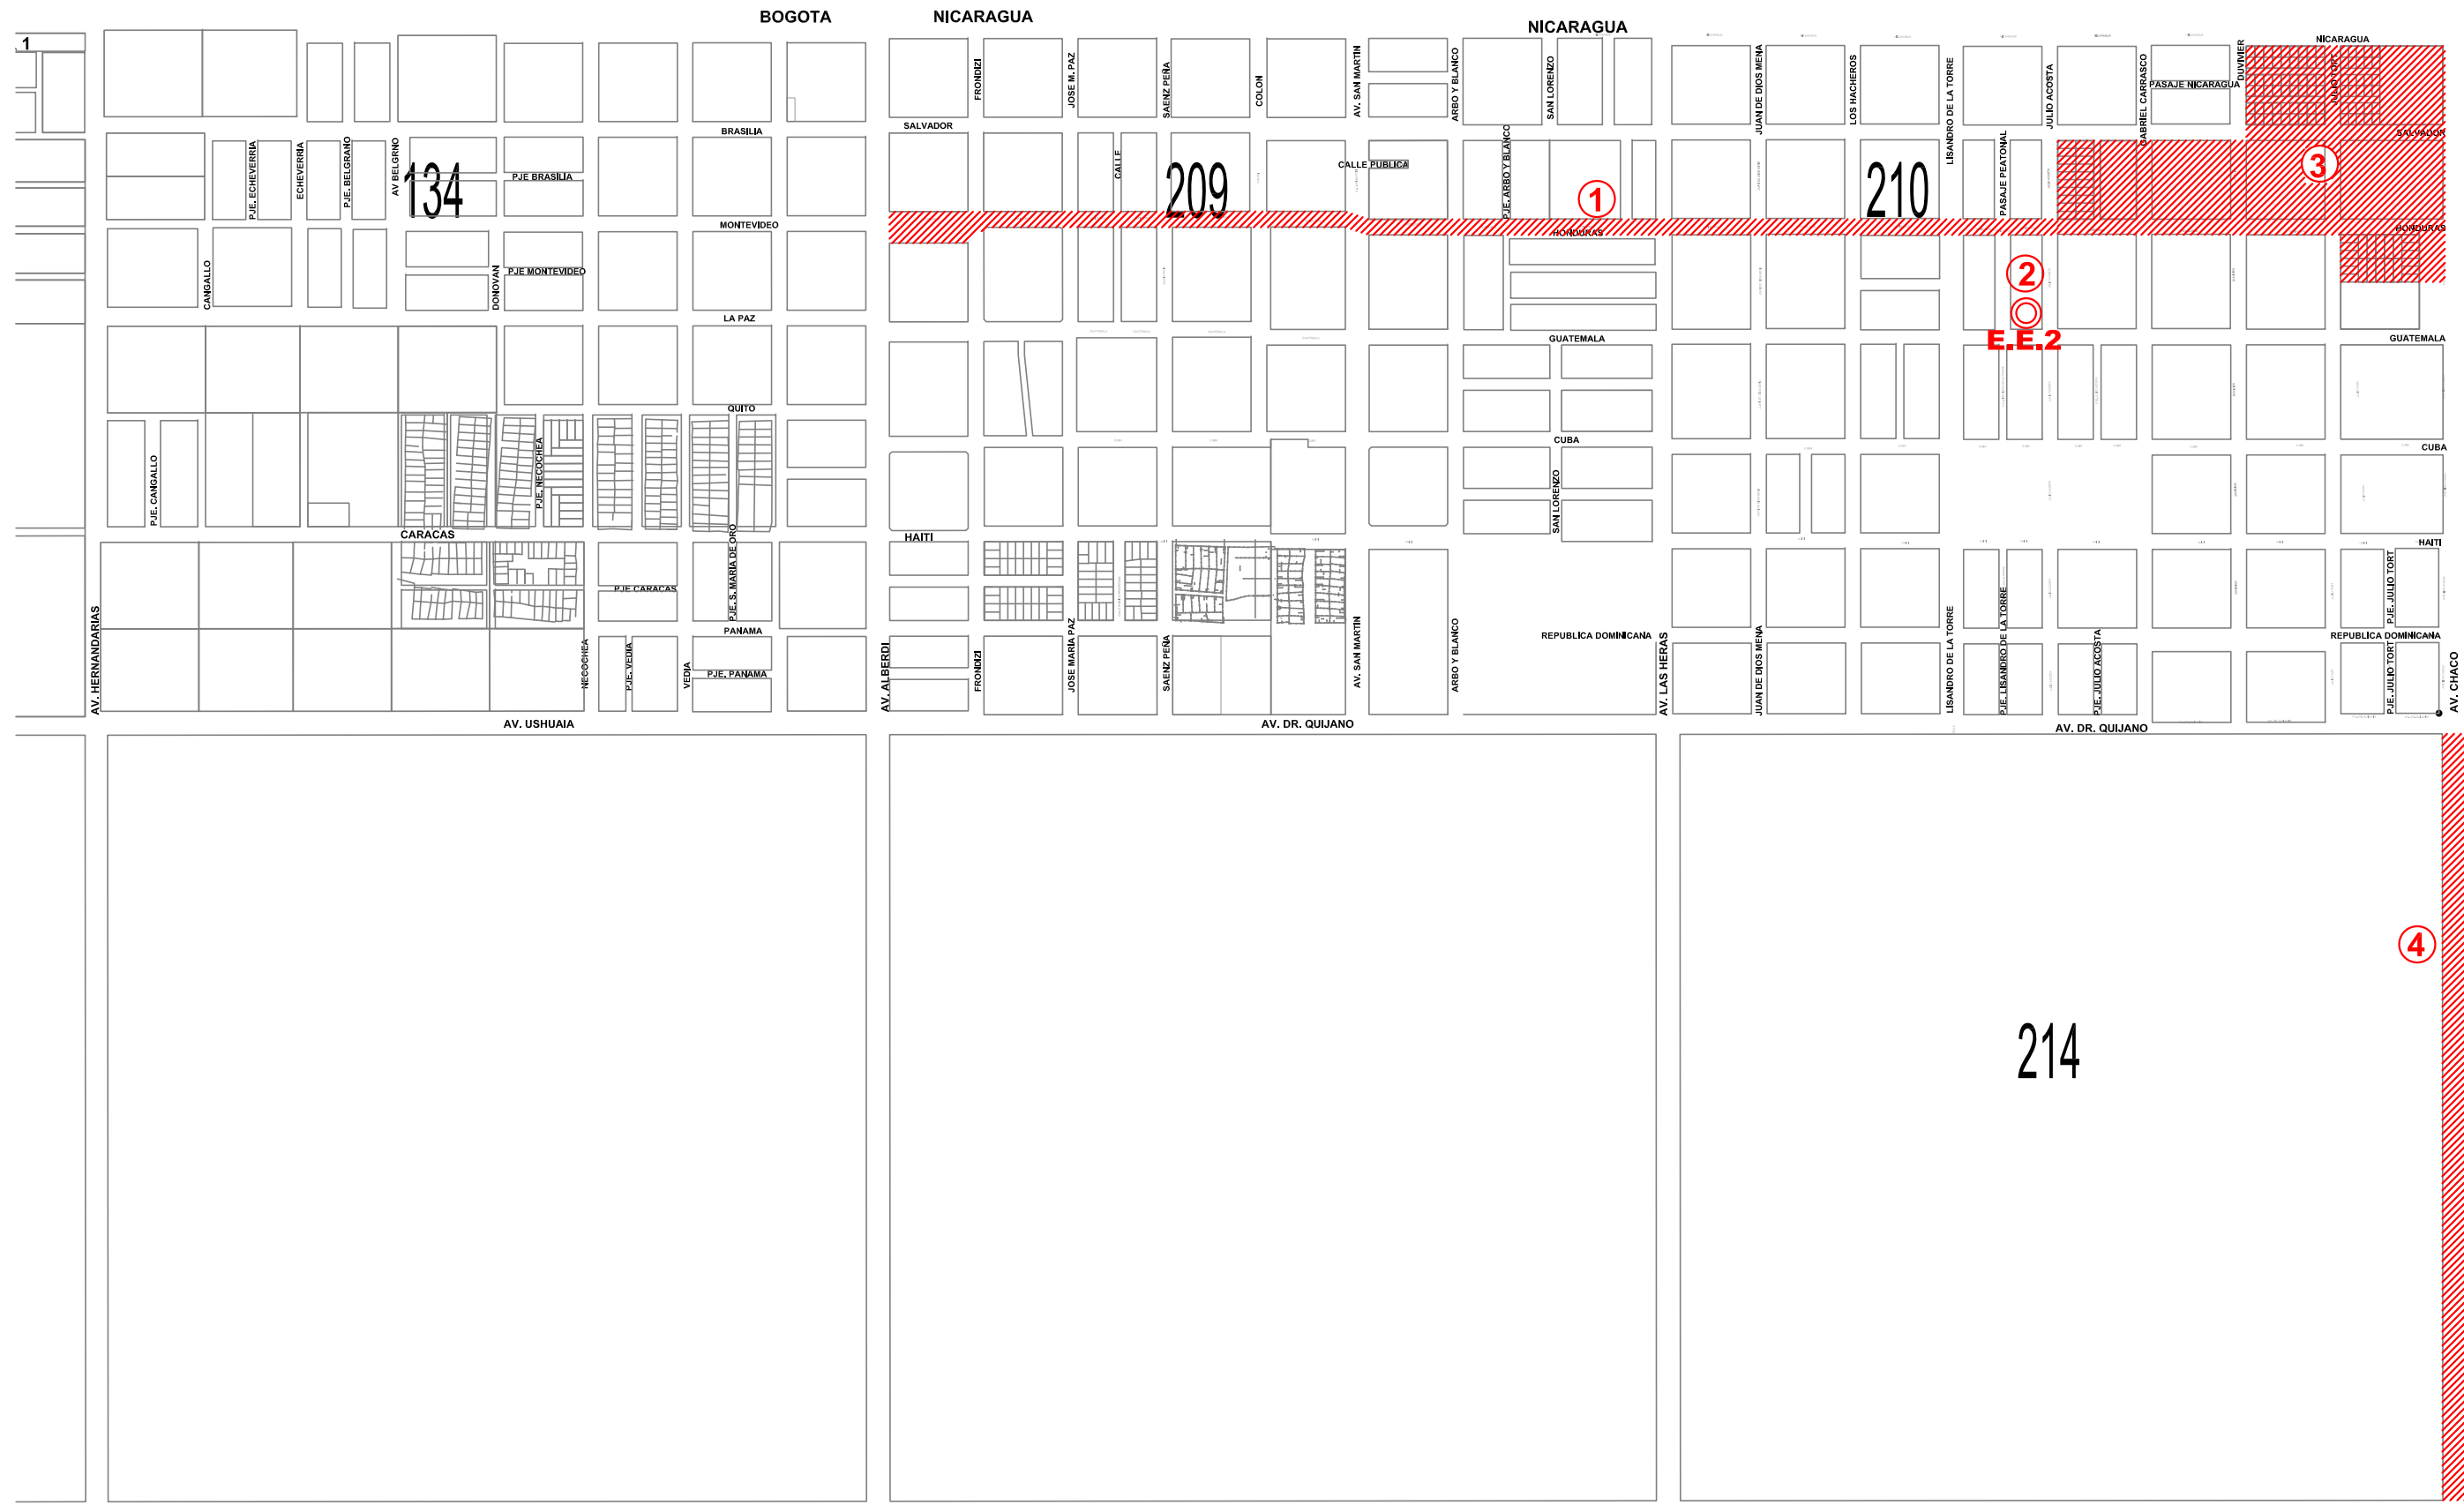 BOGOTA
NICARAGUA
NICARAGUA
NICARAGUA
1
FRONDIZI
JOSE M. PAZ
SAENZ PEÑA
COLON
AV. SAN MARTIN
ARBO Y BLANCO
SAN LORENZO
JUAN DE DIOS MENA
LOS HACHEROS
LISANDRO DE LA TORRE
JULIO ACOSTA
GABRIEL CARRASCO
PASAJE NICARAGUA
DUVIVIER
JULIO TORT
BRASILIA
SALVADOR
SALVADOR
PJE. ECHEVERRIA
ECHEVERRIA
PJE. BELGRANO
AV BELGRNO
134
PJE BRASILIA
CALLE
209
CALLE PUBLICA
PJE. ARBO Y BLANCO
1
210
PASAJE PEATONAL
3
MONTEVIDEO
HONDURAS
HONDURAS
CANGALLO
DONOVAN
PJE MONTEVIDEO
2
LA PAZ
E.E.2
GUATEMALA
GUATEMALA
QUITO
CUBA
CUBA
PJE. CANGALLO
PJE. NECOCHEA
SAN LORENZO
CARACAS
HAITI
HAITI
PJE. S. MARIA DE ORO
PJE. JULIO TORT
PJE CARACAS
AV. HERNANDARIAS
PANAMA
REPUBLICA DOMINICANA
REPUBLICA DOMINICANA
NECOCHEA
PJE. VEDIA
VEDIA
PJE. PANAMA
AV. ALBERDI
FRONDIZI
JOSE MARIA PAZ
SAENZ PEÑA
AV. SAN MARTIN
ARBO Y BLANCO
AV. LAS HERAS
JUAN DE DIOS MENA
LISANDRO DE LA TORRE
PJE. LISANDRO DE LA TORRE
PJE. JULIO ACOSTA
PJE. JULIO TORT
AV. CHACO
AV. USHUAIA
AV. DR. QUIJANO
AV. DR. QUIJANO
4
214